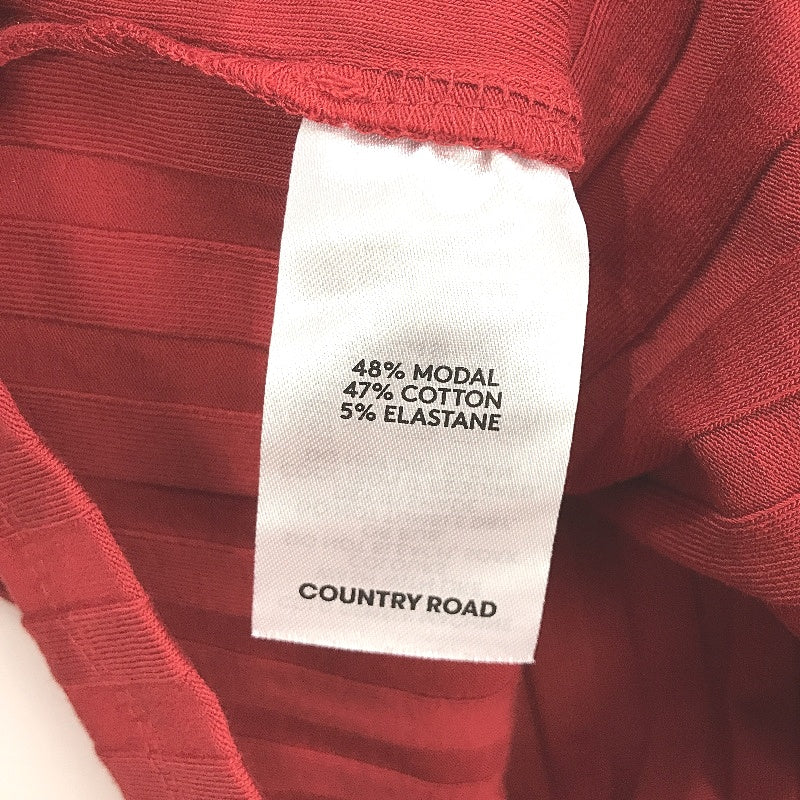 48% MODAL
47% COTTON
5% ELASTANE
COUNTRY ROAD